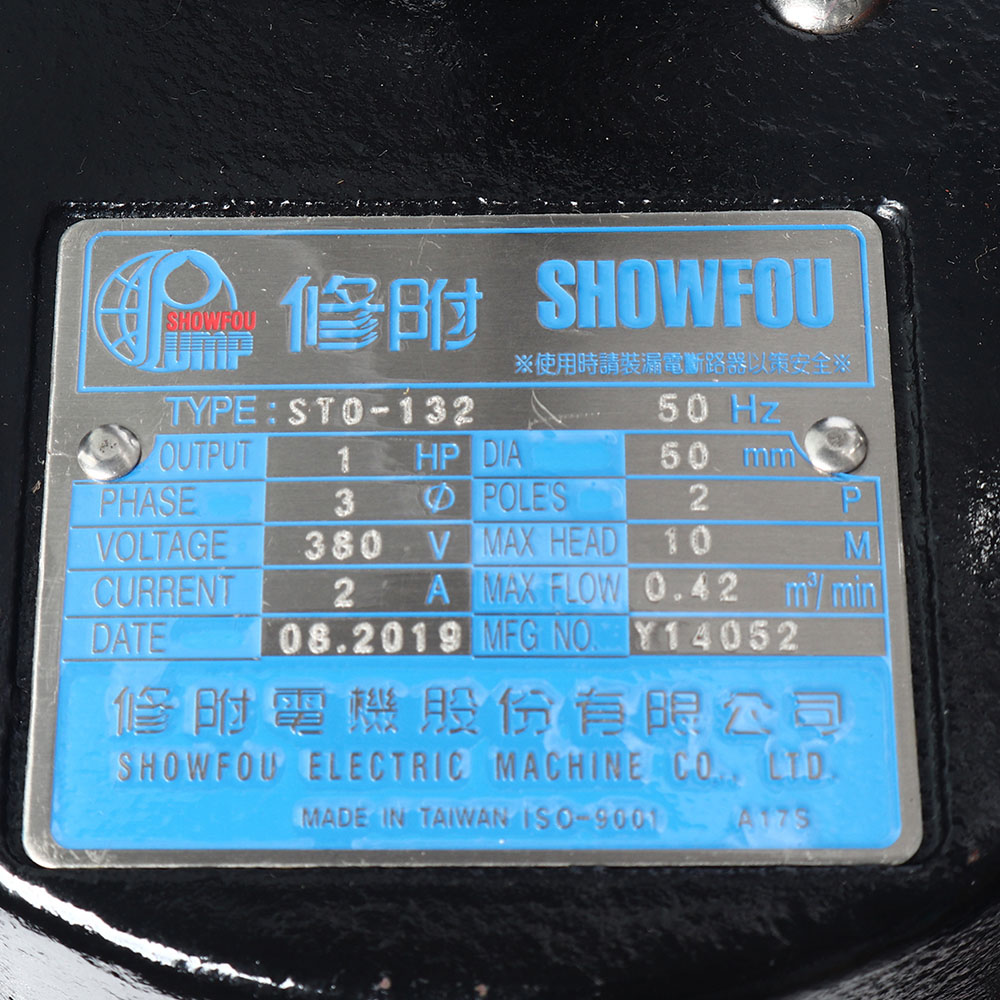 SHOWFOU
PUMP
修附 SHOWFOU
※使用時請裝漏電斷路器以策安全※
TYPE: STO-132 50 Hz
OUTPUT 1 HP DIA 50 mm
PHASE 3 Ø POLE'S 2 P
VOLTAGE 380 V MAX HEAD 10 M
CURRENT 2 A MAX FLOW 0.42 m³/min
DATE 08.2019 MFG NO. Y14052
修附電機股份有限公司
SHOWFOU ELECTRIC MACHINE CO., LTD.
MADE IN TAIWAN ISO-9001 A17S